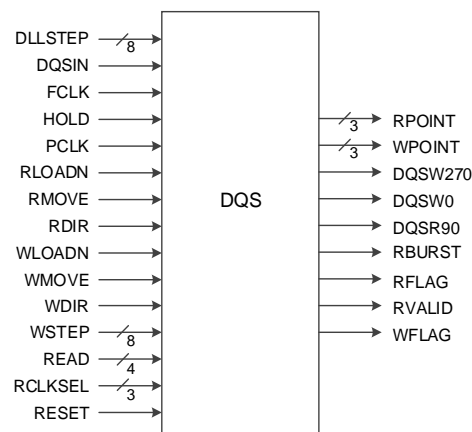 DLLSTEP
8
DQSIN
FCLK
HOLD
PCLK
RLOADN
RMOVE
RDIR
WLOADN
WMOVE
WDIR
WSTEP
8
READ
4
RCLKSEL
3
RESET
DQS
RPOINT
3
WPOINT
3
DQSW270
DQSW0
DQSR90
RBURST
RFLAG
RVALID
WFLAG